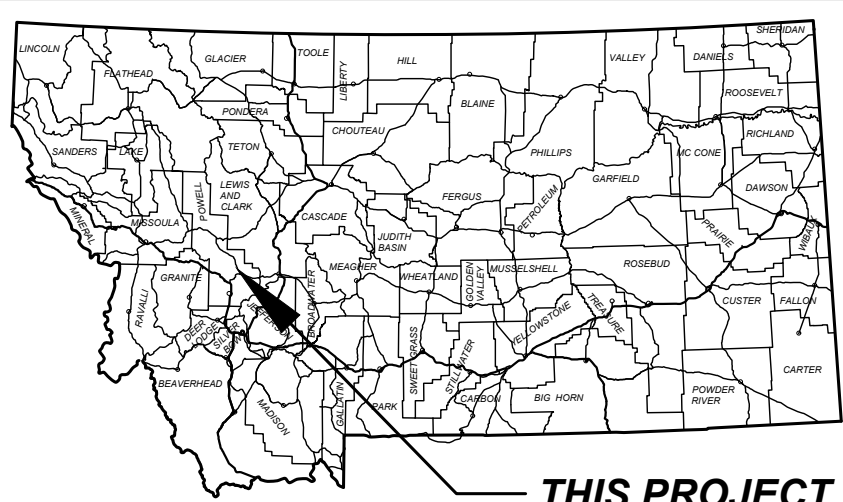 LINCOLN
FLATHEAD
GLACIER
TOOLE
LIBERTY
HILL
BLAINE
VALLEY
DANIELS
SHERIDAN
ROOSEVELT
PONDERA
CHOUTEAU
PHILLIPS
RICHLAND
SANDERS
LAKE
TETON
MC CONE
GARFIELD
DAWSON
MINERAL
MISSOULA
POWELL
LEWIS
AND
CLARK
CASCADE
FERGUS
PETROLEUM
JUDITH
BASIN
PRAIRIE
WIBAUX
GRANITE
MEAGHER
WHEATLAND
GOLDEN
VALLEY
MUSSELSHELL
ROSEBUD
RAVALLI
DEER
LODGE
SILVER
BOW
JEFFERSON
BROADWATER
TREASURE
CUSTER
FALLON
YELLOWSTONE
BEAVERHEAD
MADISON
GALLATIN
PARK
SWEET GRASS
STILLWATER
CARBON
BIG HORN
POWDER
RIVER
CARTER
THIS PROJECT